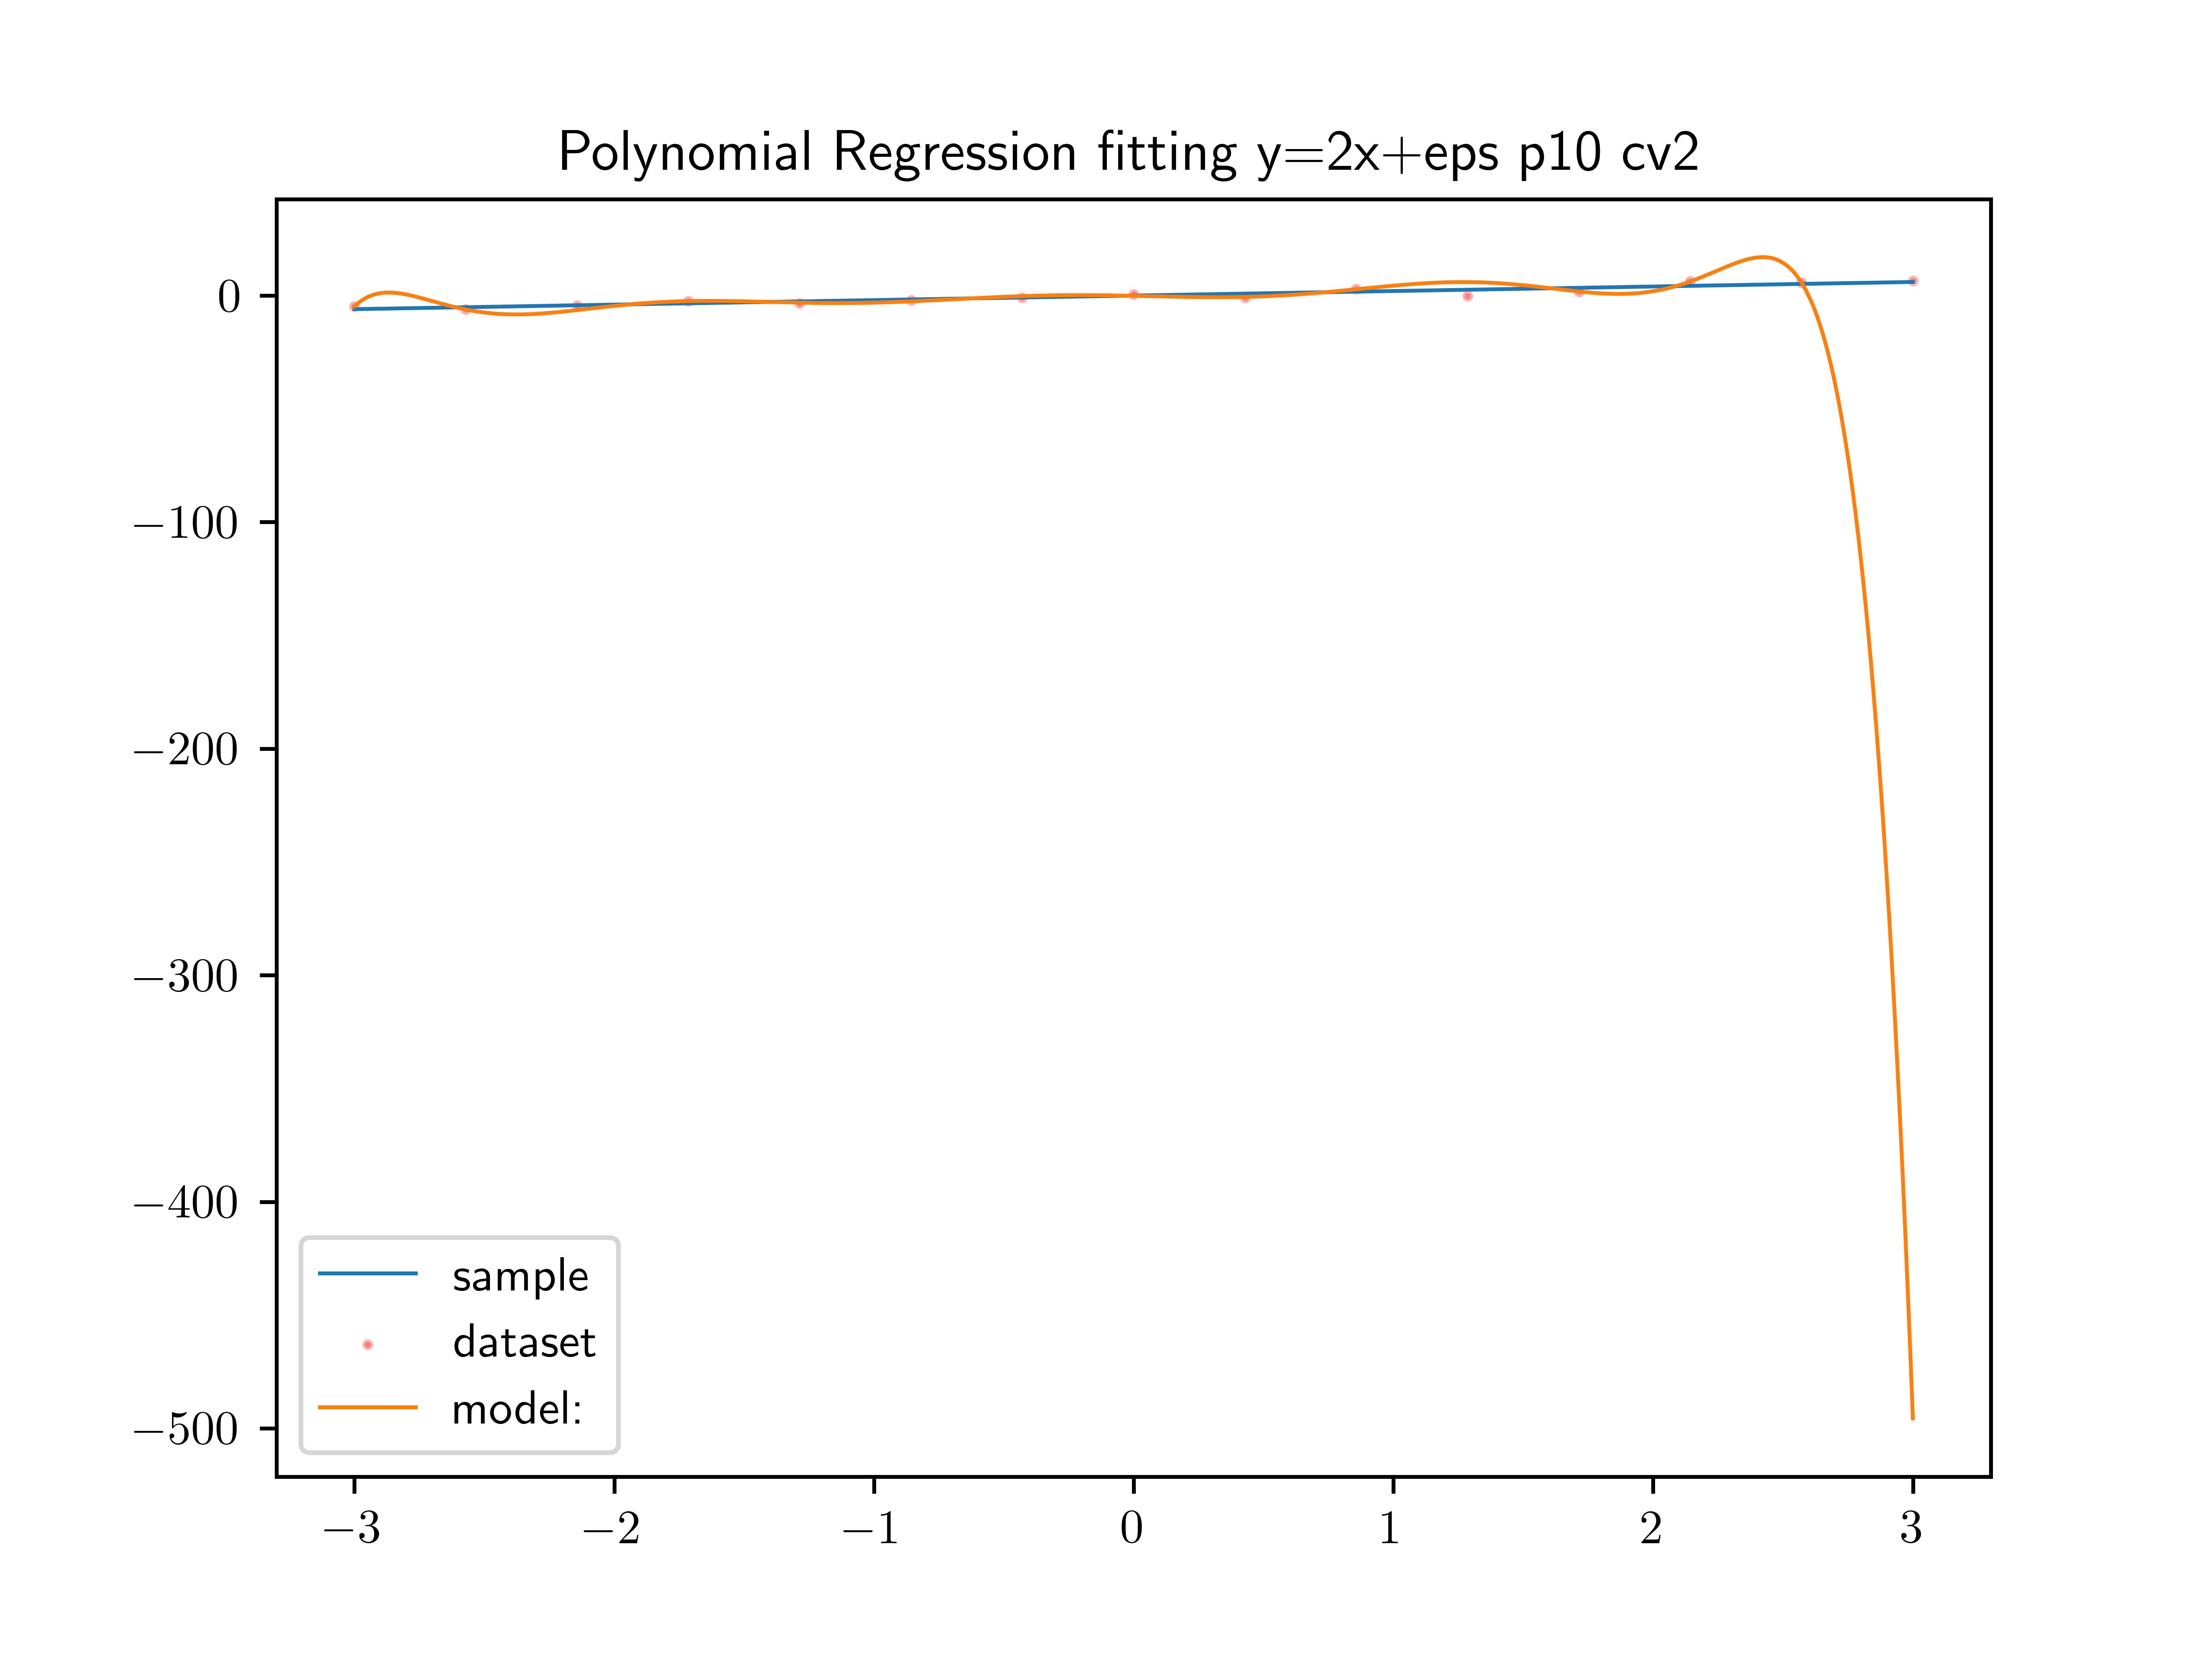 Polynomial Regression fitting y=2x+eps p10 cv2
0
−100
−200
−300
−400
−500
sample
dataset
model:
−3 −2 −1 0 1 2 3